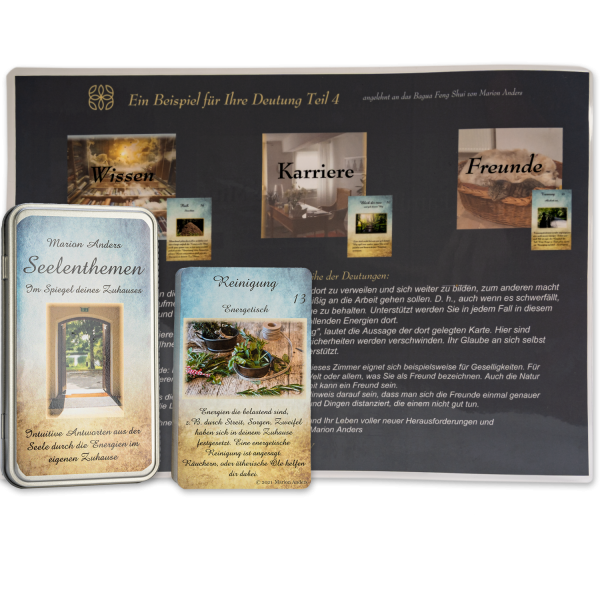 Ein Beispiel für Ihre Deutung Teil 4
angelehnt an das Bagua Feng Shui von Marion Anders
Wissen
Karriere
Freunde
he der Deutungen:
dort zu verweilen und sich weiter zu bilden, zum anderen macht
ßig an die Arbeit gehen sollen. D. h., auch wenn es schwerfällt,
e zu behalten. Unterstützt werden Sie in jedem Fall in diesem
ellenden Energien dort.
g", lautet die Aussage der dort gelegten Karte. Hier sind
cherheiten werden verschwinden. Ihr Glaube an sich selbst
erstützt.
ieses Zimmer eignet sich beispielsweise für Geselligkeiten. Für
elt oder allem, was Sie als Freund bezeichnen. Auch die Natur
t kann ein Freund sein.
inweis darauf sein, dass man sich die Freunde einmal genauer
nd Dingen distanziert, die einem nicht gut tun.
nd Ihr Leben voller neuer Herausforderungen und
Marion Anders
Marion Anders
Seelenthemen
Im Spiegel deines Zuhauses
Intuitive Antworten aus der
Seele durch die Energien im
eigenen Zuhause
Reinigung
13
Energetisch
Energien die belastend sind,
z.B. durch Streit, Sorgen, Zweifel
haben sich in deinem Zuhause
festgesetzt. Eine energetische
Reinigung ist angesagt.
Räuchern, oder ätherische Öle helfen
dir dabei.
© 2021 Marion Anders